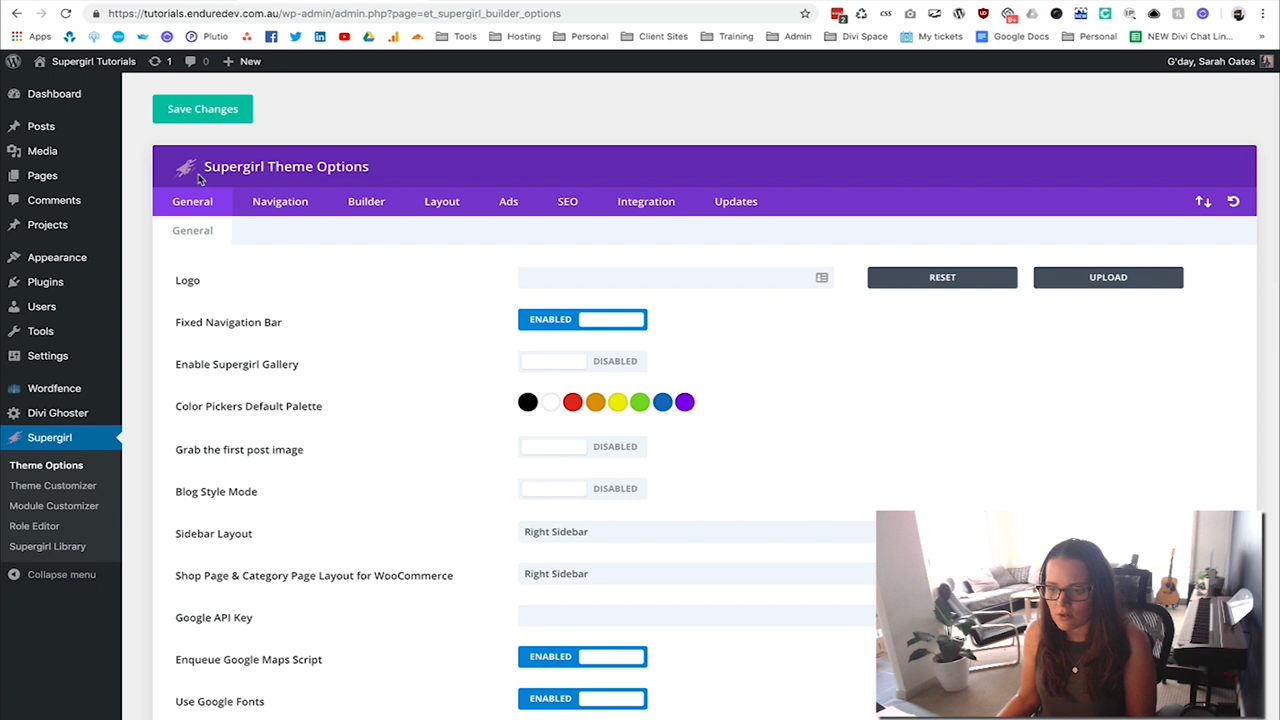 https://tutorials.enduredev.com.au/wp-admin/admin.php?page=et_supergirl_builder_options
Apps
Plutio
Tools
Hosting
Personal
Client Sites
Training
Admin
Divi Space
My tickets
Google Docs
Personal
NEW Divi Chat Lin...
Supergirl Tutorials
1
0
New
G'day, Sarah Oates
Dashboard
Posts
Media
Pages
Comments
Projects
Appearance
Plugins
Users
Tools
Settings
Wordfence
Divi Ghoster
Supergirl
Theme Options
Theme Customizer
Module Customizer
Role Editor
Supergirl Library
Collapse menu
Save Changes
Supergirl Theme Options
General Navigation Builder Layout Ads SEO Integration Updates
General
Logo RESET UPLOAD
Fixed Navigation Bar ENABLED
Enable Supergirl Gallery DISABLED
Color Pickers Default Palette
Grab the first post image DISABLED
Blog Style Mode DISABLED
Sidebar Layout Right Sidebar
Shop Page & Category Page Layout for WooCommerce Right Sidebar
Google API Key
Enqueue Google Maps Script ENABLED
Use Google Fonts ENABLED